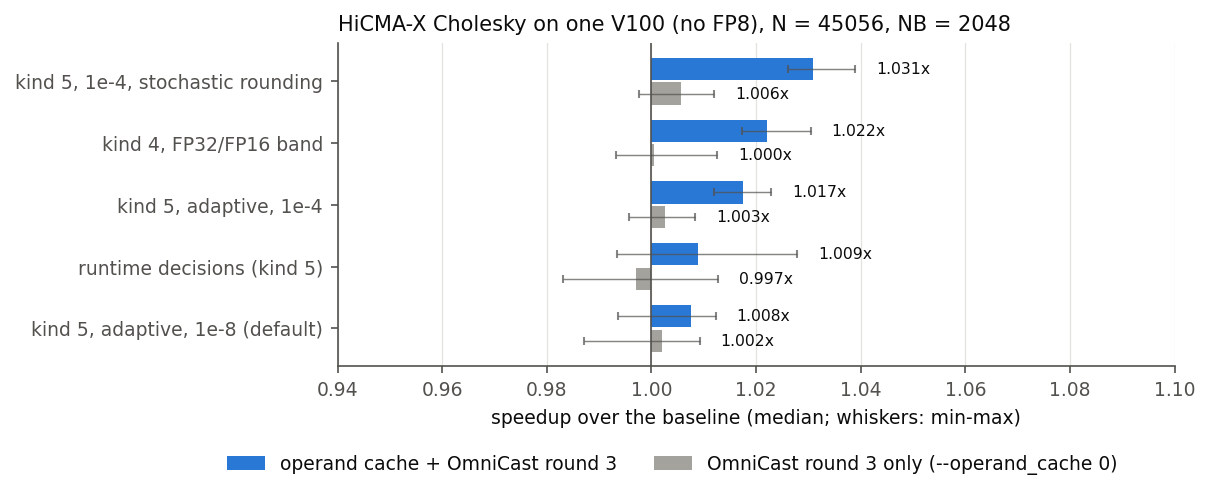 HiCMA-X Cholesky on one V100 (no FP8), N = 45056, NB = 2048
kind 5, 1e-4, stochastic rounding
1.031x
1.006x
kind 4, FP32/FP16 band
1.022x
1.000x
kind 5, adaptive, 1e-4
1.017x
1.003x
runtime decisions (kind 5)
1.009x
0.997x
kind 5, adaptive, 1e-8 (default)
1.008x
1.002x
0.94 0.96 0.98 1.00 1.02 1.04 1.06 1.08 1.10
speedup over the baseline (median; whiskers: min-max)
operand cache + OmniCast round 3
OmniCast round 3 only (--operand_cache 0)